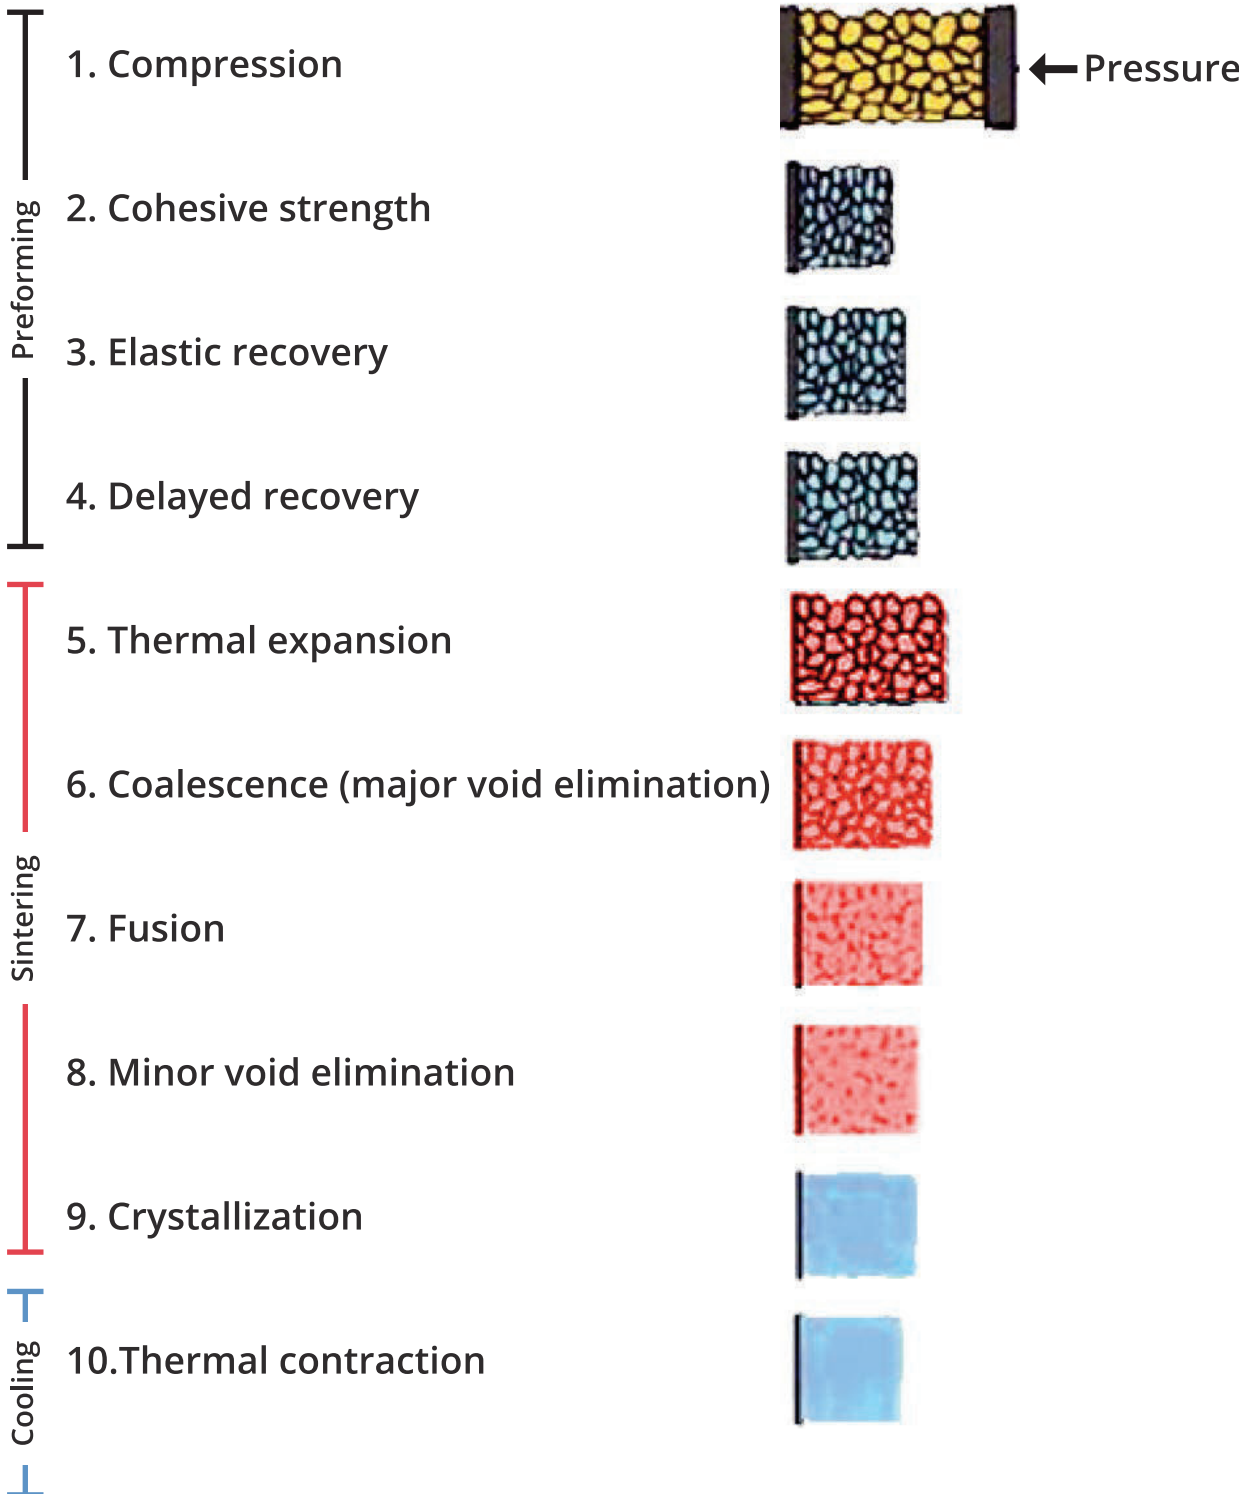 Preforming
1. Compression
Pressure
2. Cohesive strength
3. Elastic recovery
4. Delayed recovery
Sintering
5. Thermal expansion
6. Coalescence (major void elimination)
7. Fusion
8. Minor void elimination
9. Crystallization
Cooling
10.Thermal contraction